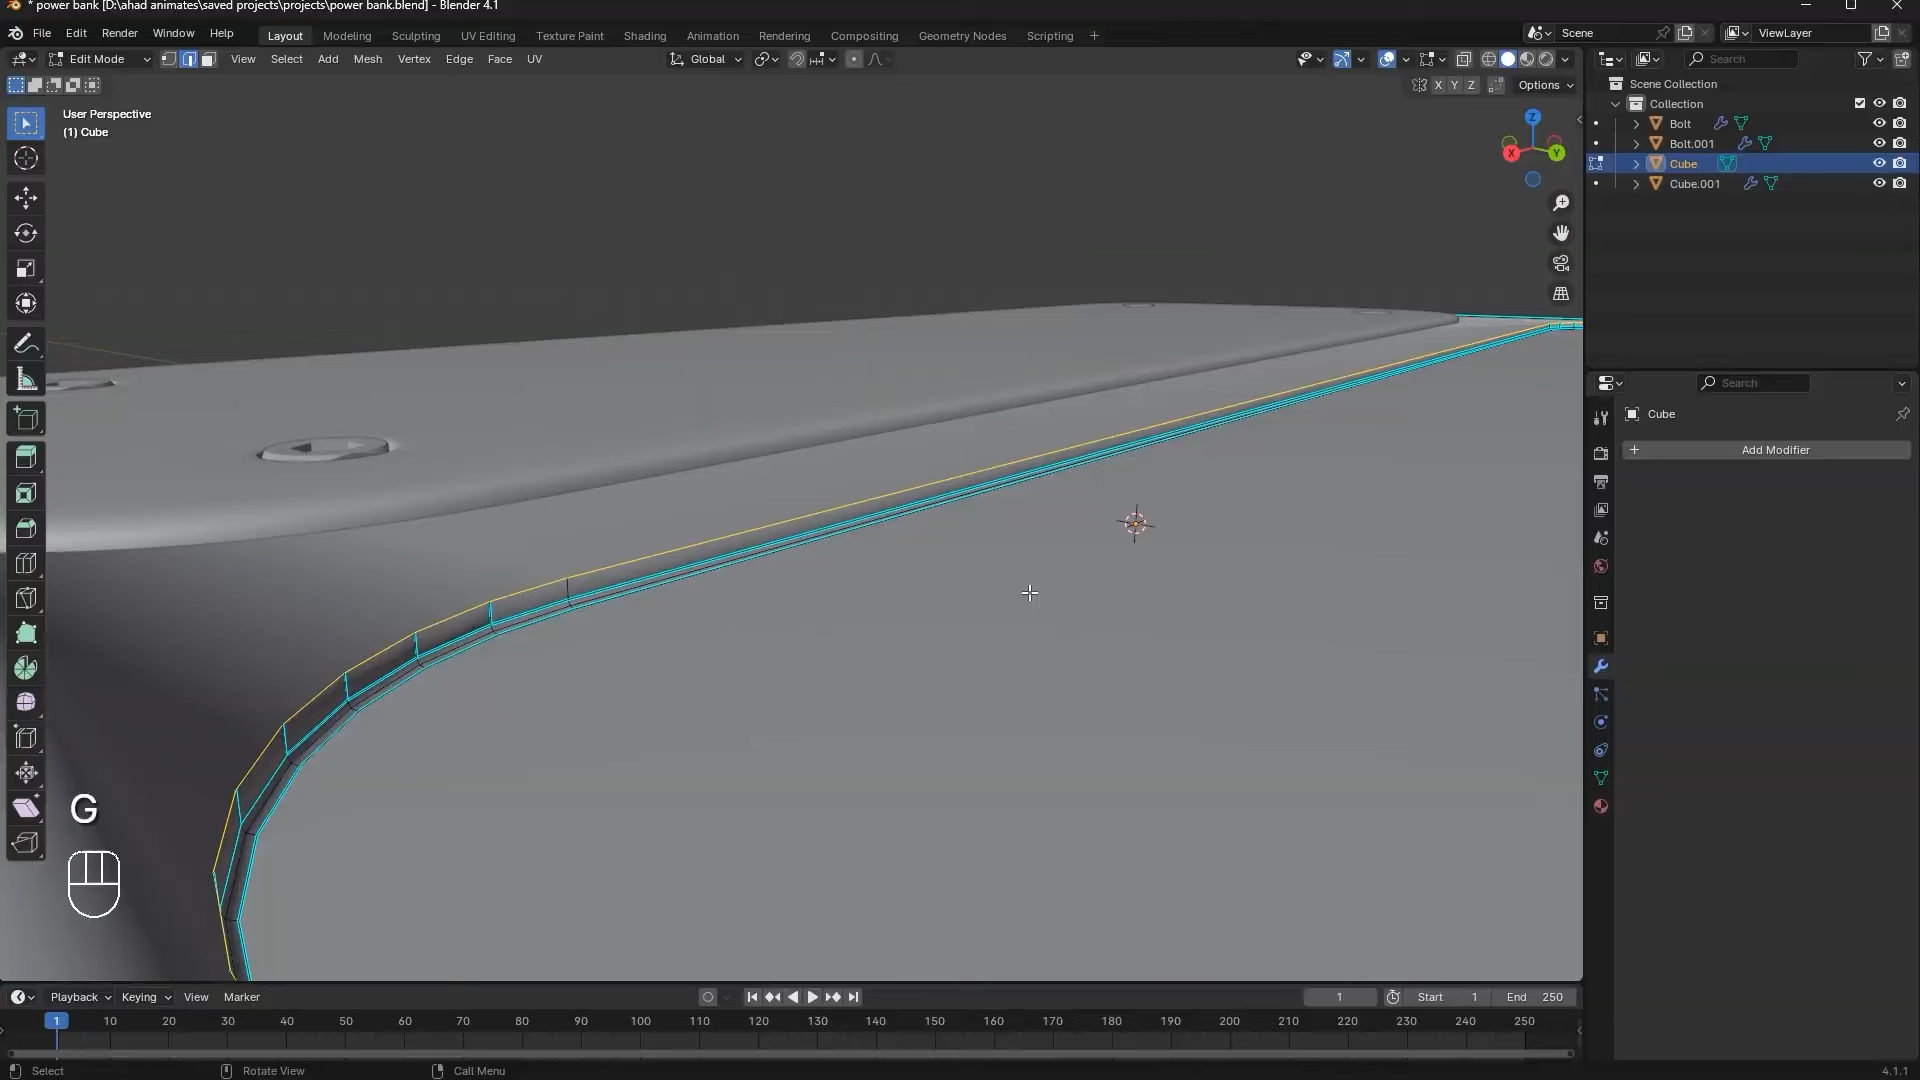 * power bank [D:\ahad animates\saved projects\projects\power bank.blend] - Blender 4.1
File Edit Render Window Help Layout Modeling Sculpting UV Editing Texture Paint Shading Animation Rendering Compositing Geometry Nodes Scripting + Scene ViewLayer
Edit Mode View Select Add Mesh Vertex Edge Face UV Global Search
X Y Z Options
User Perspective
(1) Cube
Z
X Y
Scene Collection
Collection
Bolt
Bolt.001
Cube
Cube.001
Search
Cube
+ Add Modifier
G
Playback Keying View Marker 1 Start 1 End 250
1 10 20 30 40 50 60 70 80 90 100 110 120 130 140 150 160 170 180 190 200 210 220 230 240 250
Select Rotate View Call Menu 4.1.1